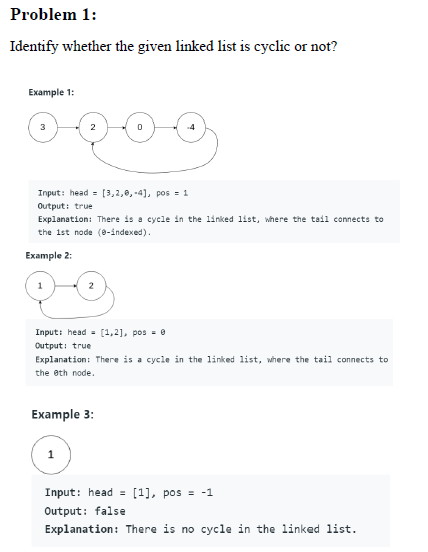 Problem 1:
Identify whether the given linked list is cyclic or not?
Example 1:
3 2 0 -4
Input: head = [3,2,0,-4], pos = 1
Output: true
Explanation: There is a cycle in the linked list, where the tail connects to
the 1st node (0-indexed).
Example 2:
1 2
Input: head = [1,2], pos = 0
Output: true
Explanation: There is a cycle in the linked list, where the tail connects to
the 0th node.
Example 3:
1
Input: head = [1], pos = -1
Output: false
Explanation: There is no cycle in the linked list.